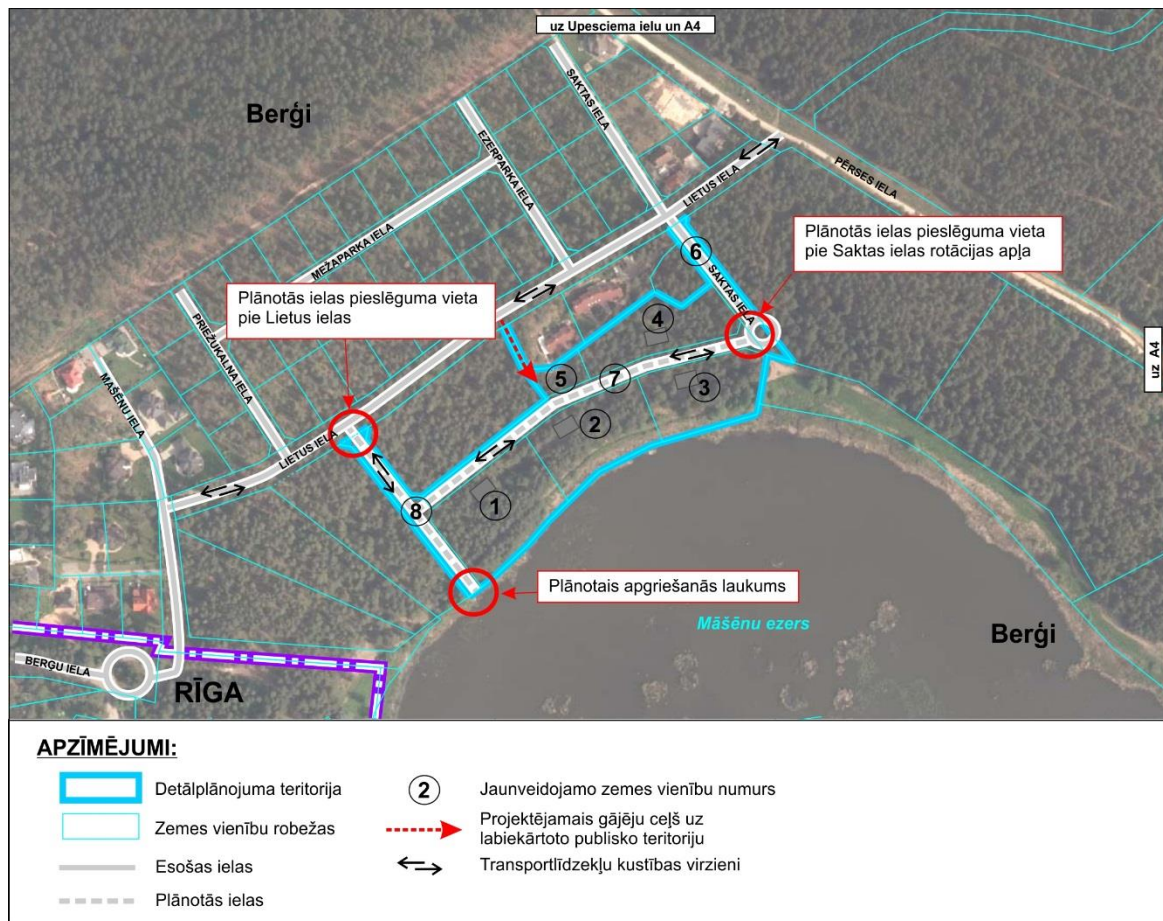 uz Upesciema ielu un A4
Berģi
SAKTAS IELA
EZERPARKA IELA
LIETUS IELA
PĒRSES IELA
MEŽAPARKA IELA
Plānotās ielas pieslēguma vieta
pie Saktas ielas rotācijas apļa
6
SAKTAS IELA
Plānotās ielas pieslēguma vieta
pie Lietus ielas
PRIEŽUKALNA IELA
4
uz A4
MAŠĒNU IELA
5
7
3
2
LIETUS IELA
1
8
Plānotais apgriešanās laukums
Māšēnu ezers
Berģi
BERĢU IELA
RĪGA
APZĪMĒJUMI:
Detālplānojuma teritorija
Zemes vienību robežas
Esošas ielas
Plānotās ielas
2
Jaunveidojamo zemes vienību numurs
Projektējamais gājēju ceļš uz
labiekārtoto publisko teritoriju
Transportlīdzekļu kustības virzieni